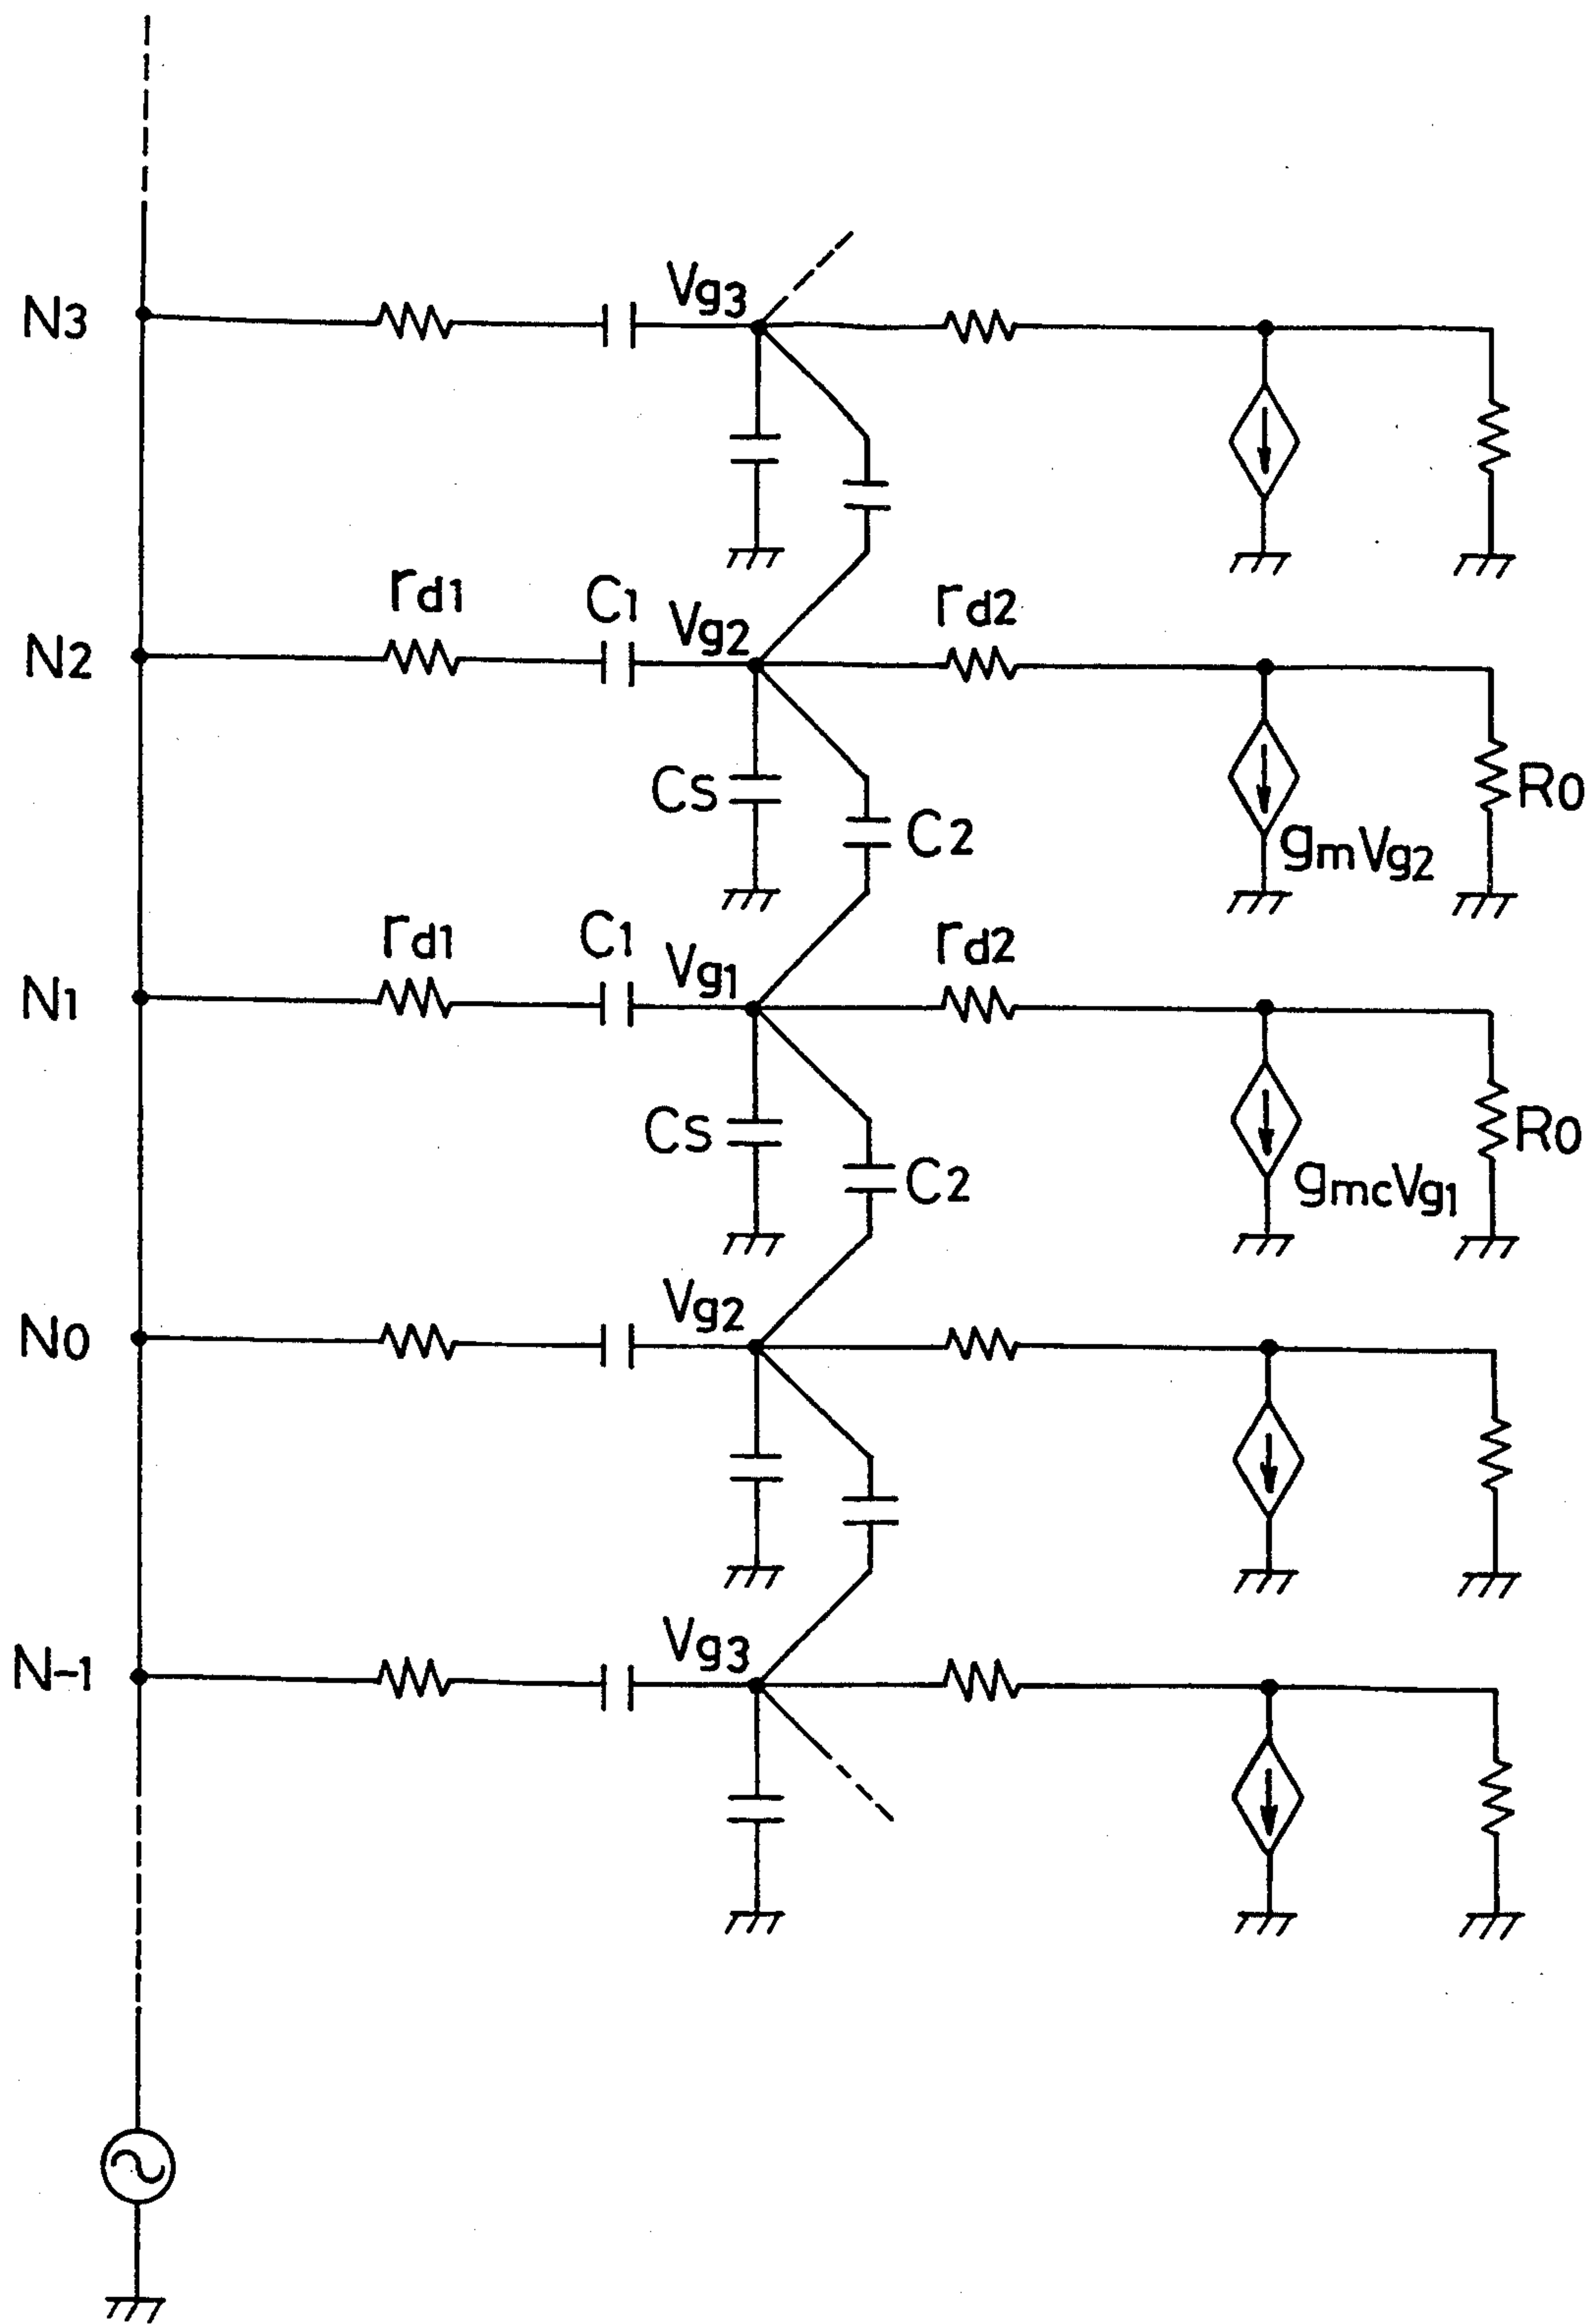 N3 Vg3
rd1 C1 Vg2 rd2
N2
Cs C2 gmVg2 R0
rd1 C1 Vg1 rd2
N1
Cs C2 gmcVg1 R0
N0 Vg2
N-1 Vg3